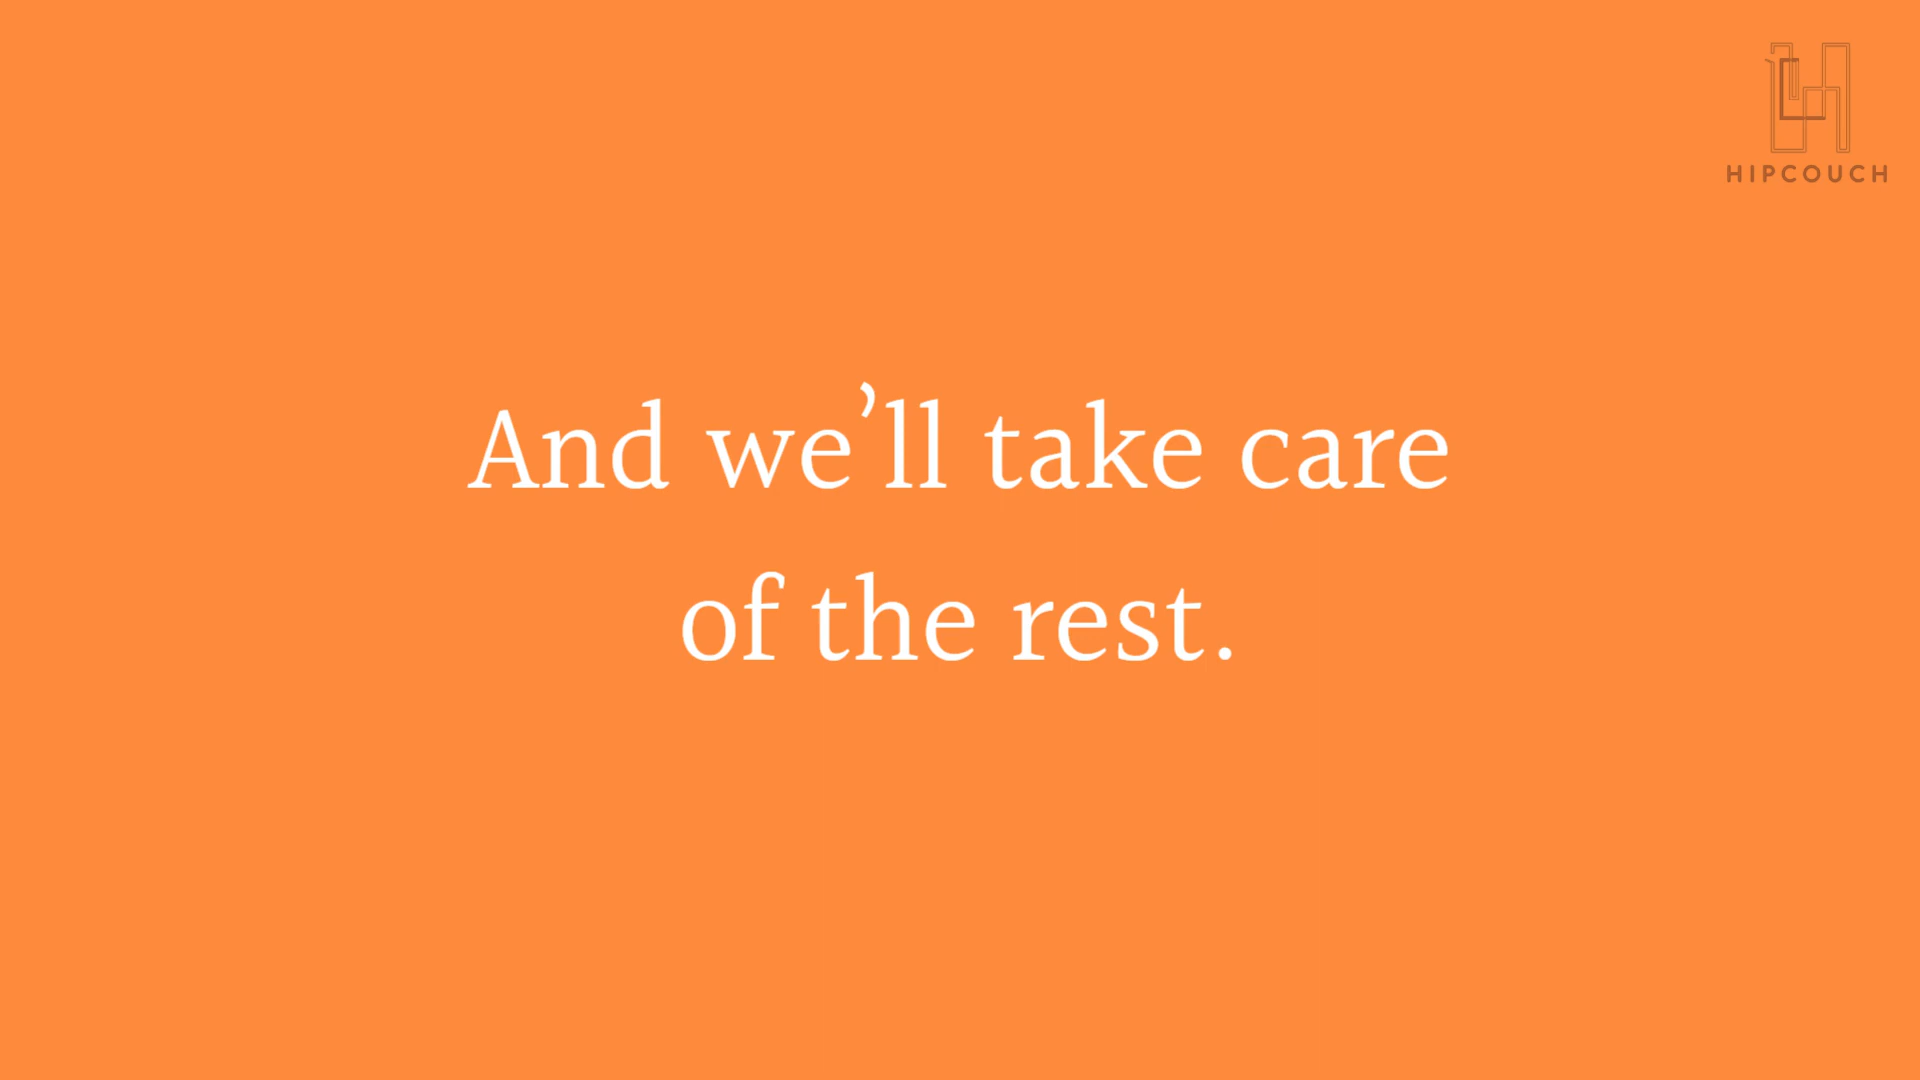 HIPCOUCH
And we’ll take care
of the rest.